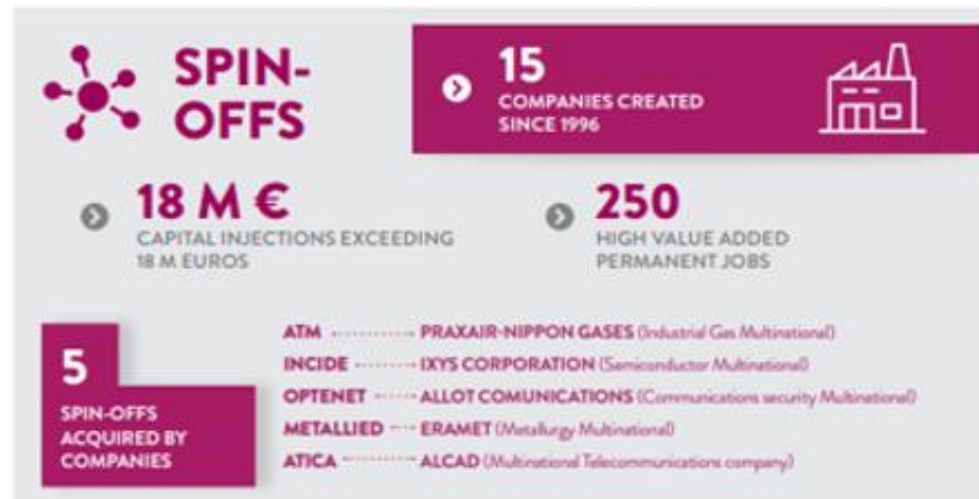 SPIN-
OFFS
15
COMPANIES CREATED
SINCE 1996
18 M €
CAPITAL INJECTIONS EXCEEDING
18 M EUROS
250
HIGH VALUE ADDED
PERMANENT JOBS
5
SPIN-OFFS
ACQUIRED BY
COMPANIES
ATM PRAXAIR-NIPPON GASES (Industrial Gas Multinational)
INCIDE IXYS CORPORATION (Semiconductor Multinational)
OPTENET ALLOT COMUNICATIONS (Communications security Multinational)
METALLIED ERAMET (Metallurgy Multinational)
ATICA ALCAD (Multinational Telecommunications company)